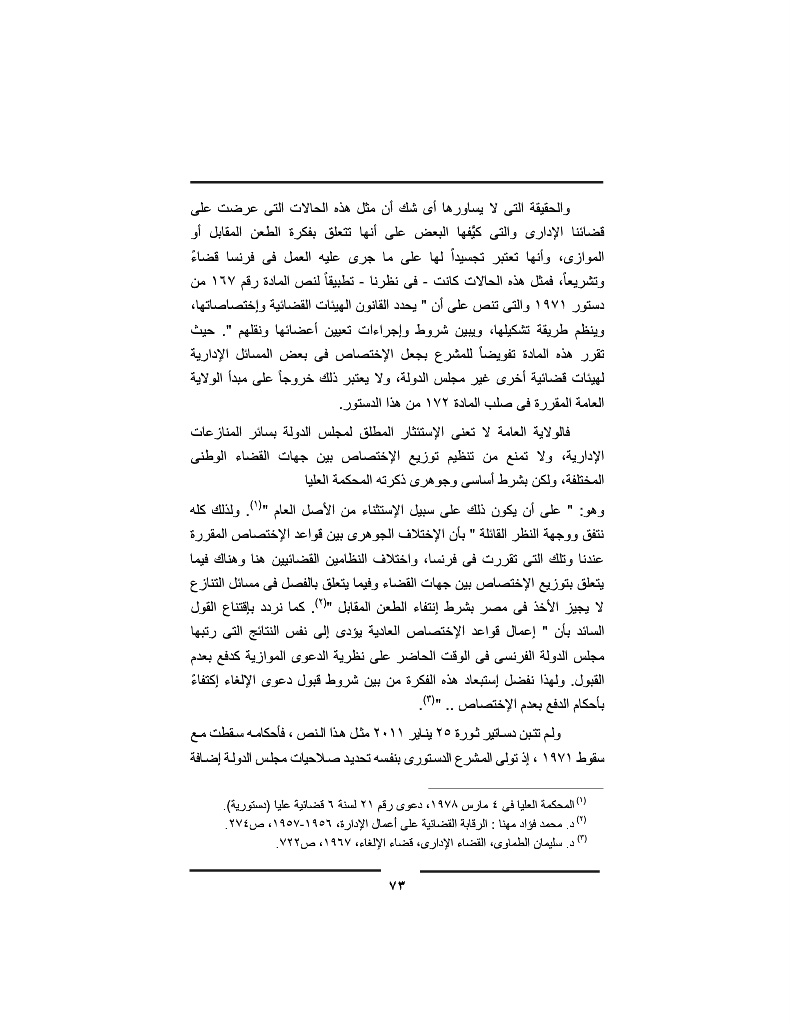 والحقيقة التى لا يساورها أى شك أن مثل هذه الحالات التى عرضت على
قضائنا الإدارى والتى كيَّفها البعض على أنها تتعلق بفكرة الطعن المقابل أو
الموازى، وأنها تعتبر تجسيداً لها على ما جرى عليه العمل فى فرنسا قضاءً
وتشريعاً، فمثل هذه الحالات كانت - فى نظرنا - تطبيقاً لنص المادة رقم ١٦٧ من
دستور ١٩٧١ والتى تنص على أن " يحدد القانون الهيئات القضائية وإختصاصاتها،
وينظم طريقة تشكيلها، ويبين شروط وإجراءات تعيين أعضائها ونقلهم ". حيث
تقرر هذه المادة تفويضاً للمشرع بجعل الإختصاص فى بعض المسائل الإدارية
لهيئات قضائية أخرى غير مجلس الدولة، ولا يعتبر ذلك خروجاً على مبدأ الولاية
العامة المقررة فى صلب المادة ١٧٢ من هذا الدستور.
فالولاية العامة لا تعنى الإستئثار المطلق لمجلس الدولة بسائر المنازعات
الإدارية، ولا تمنع من تنظيم توزيع الإختصاص بين جهات القضاء الوطنى
المختلفة، ولكن بشرط أساسى وجوهرى ذكرته المحكمة العليا
وهو: " على أن يكون ذلك على سبيل الإستثناء من الأصل العام "(١). ولذلك كله
نتفق ووجهة النظر القائلة " بأن الإختلاف الجوهرى بين قواعد الإختصاص المقررة
عندنا وتلك التى تقررت فى فرنسا، واختلاف النظامين القضائيين هنا وهناك فيما
يتعلق بتوزيع الإختصاص بين جهات القضاء وفيما يتعلق بالفصل فى مسائل التنازع
لا يجيز الأخذ فى مصر بشرط إنتفاء الطعن المقابل "(٢). كما نردد بإقتناع القول
السائد بأن " إعمال قواعد الإختصاص العادية يؤدى إلى نفس النتائج التى رتبها
مجلس الدولة الفرنسى فى الوقت الحاضر على نظرية الدعوى الموازية كدفع بعدم
القبول. ولهذا نفضل إستبعاد هذه الفكرة من بين شروط قبول دعوى الإلغاء إكتفاءً
بأحكام الدفع بعدم الإختصاص .. "(٣).
ولم تتبن دساتير ثورة ٢٥ يناير ٢٠١١ مثل هذا النص ، فأحكامه سقطت مع
سقوط ١٩٧١ ، إذ تولى المشرع الدستورى بنفسه تحديد صلاحيات مجلس الدولة إضافة
(١) المحكمة العليا فى ٤ مارس ١٩٧٨، دعوى رقم ٢١ لسنة ٦ قضائية عليا (دستورية).
(٢) د. محمد فؤاد مهنا : الرقابة القضائية على أعمال الإدارة، ١٩٥٦-١٩٥٧، ص٢٧٤.
(٣) د. سليمان الطماوى، القضاء الإدارى، قضاء الإلغاء، ١٩٦٧، ص٧٢٢.
٧٣